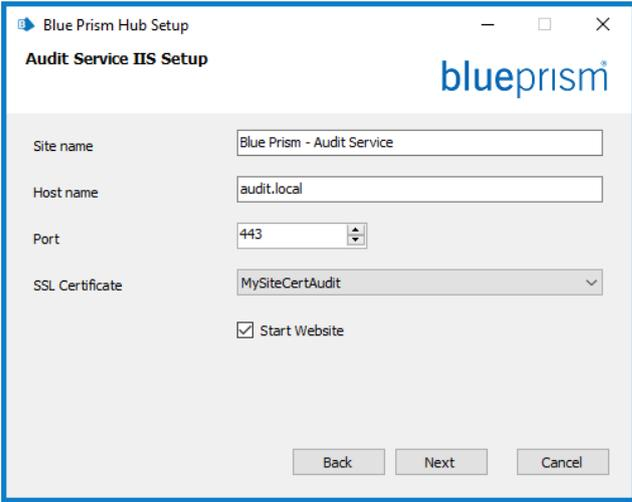 Blue Prism Hub Setup
Audit Service IIS Setup
blueprism®
Site name
Blue Prism - Audit Service
Host name
audit.local
Port
443
SSL Certificate
MySiteCertAudit
Start Website
Back
Next
Cancel